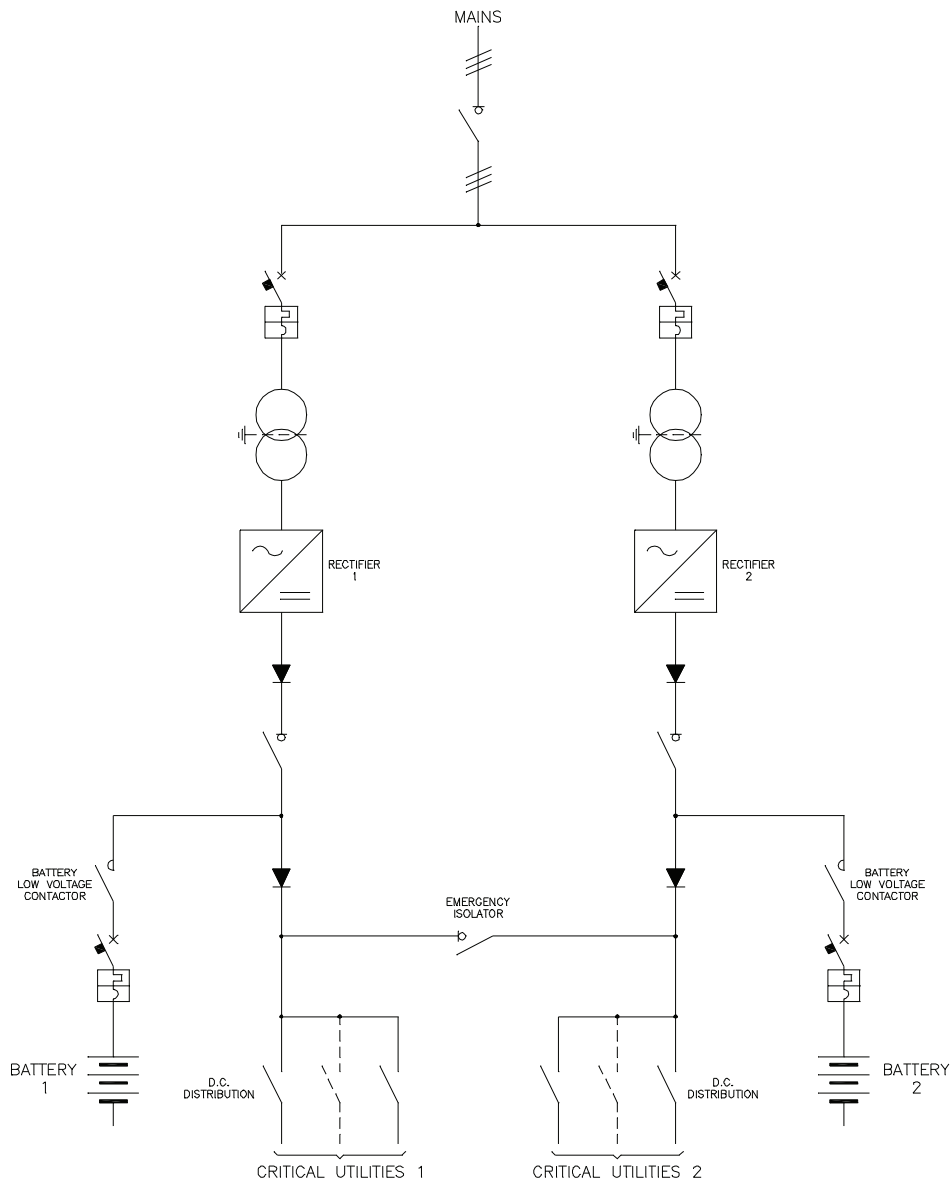 MAINS
RECTIFIER
1
RECTIFIER
2
BATTERY
LOW VOLTAGE
CONTACTOR
EMERGENCY
ISOLATOR
BATTERY
LOW VOLTAGE
CONTACTOR
BATTERY
1
D.C.
DISTRIBUTION
D.C.
DISTRIBUTION
BATTERY
2
CRITICAL UTILITIES 1
CRITICAL UTILITIES 2